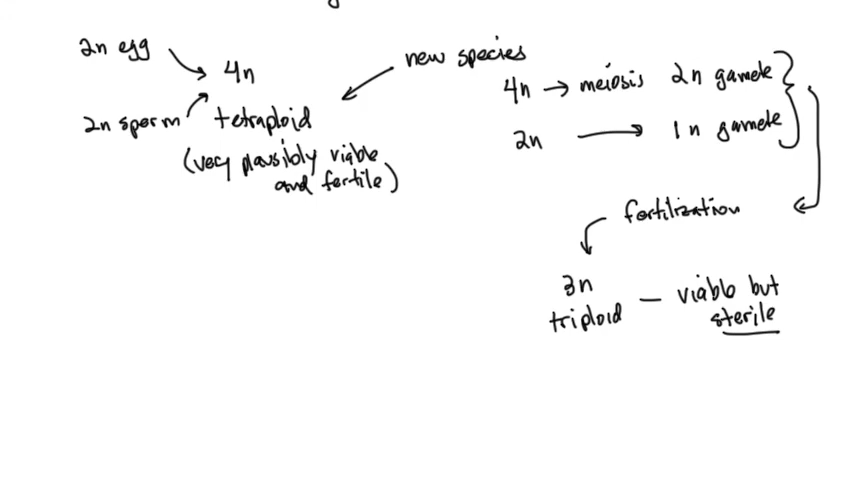 2n egg
4n
2n sperm
tetraploid
(very plausibly viable
and fertile)
new species
4n → meiosis 2n gamete
2n → 1n gamete
fertilization
3n
triploid — viable but
sterile